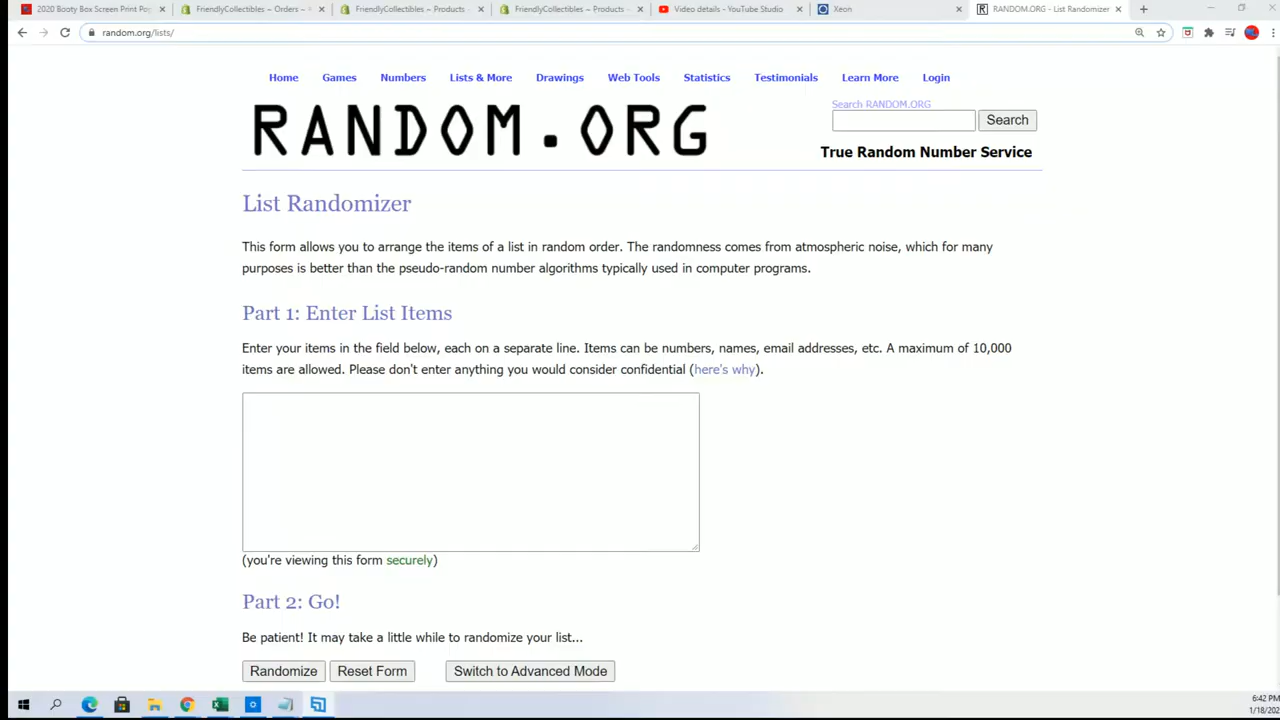 2020 Booty Box Screen Print Pop
FriendlyCollectibles – Orders –
FriendlyCollectibles – Products –
FriendlyCollectibles – Products –
Video details - YouTube Studio
Xeon
RANDOM.ORG - List Randomizer
random.org/lists/
Home Games Numbers Lists & More Drawings Web Tools Statistics Testimonials Learn More Login
RANDOM.ORG
Search RANDOM.ORG
Search
True Random Number Service
List Randomizer
This form allows you to arrange the items of a list in random order. The randomness comes from atmospheric noise, which for many
purposes is better than the pseudo-random number algorithms typically used in computer programs.
Part 1: Enter List Items
Enter your items in the field below, each on a separate line. Items can be numbers, names, email addresses, etc. A maximum of 10,000
items are allowed. Please don't enter anything you would consider confidential (here's why).
(you're viewing this form securely)
Part 2: Go!
Be patient! It may take a little while to randomize your list...
Randomize Reset Form Switch to Advanced Mode
6:42 PM
1/18/202